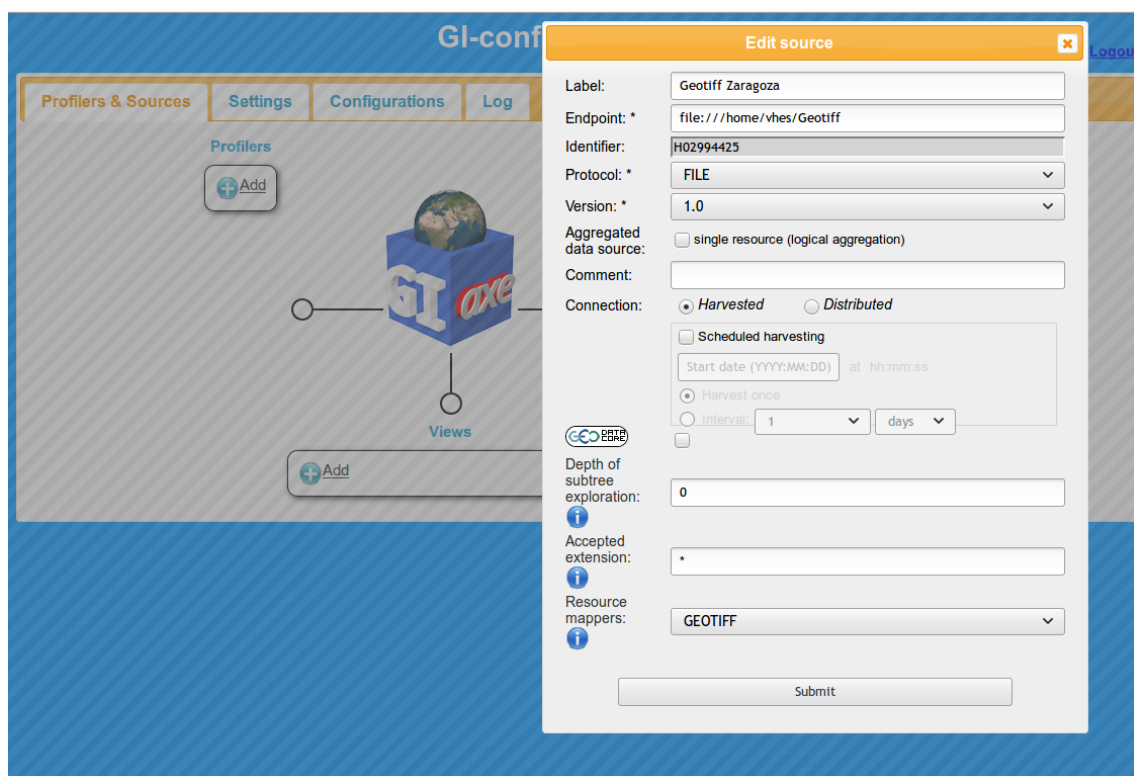 GI-conf
Logou
Profilers & Sources
Settings
Configurations
Log
Profilers
Add
GI
axe
Views
Add
Edit source
Label:
Geotiff Zaragoza
Endpoint: *
file:///home/vhes/Geotiff
Identifier:
H02994425
Protocol: *
FILE
Version: *
1.0
Aggregated
data source:
single resource (logical aggregation)
Comment:
Connection:
Harvested
Distributed
Scheduled harvesting
Start date (YYYY:MM:DD)
at hh:mm:ss
Harvest once
Interval:
1
days
GEO DATA
CORE
Depth of
subtree
exploration:
0
Accepted
extension:
*
Resource
mappers:
GEOTIFF
Submit